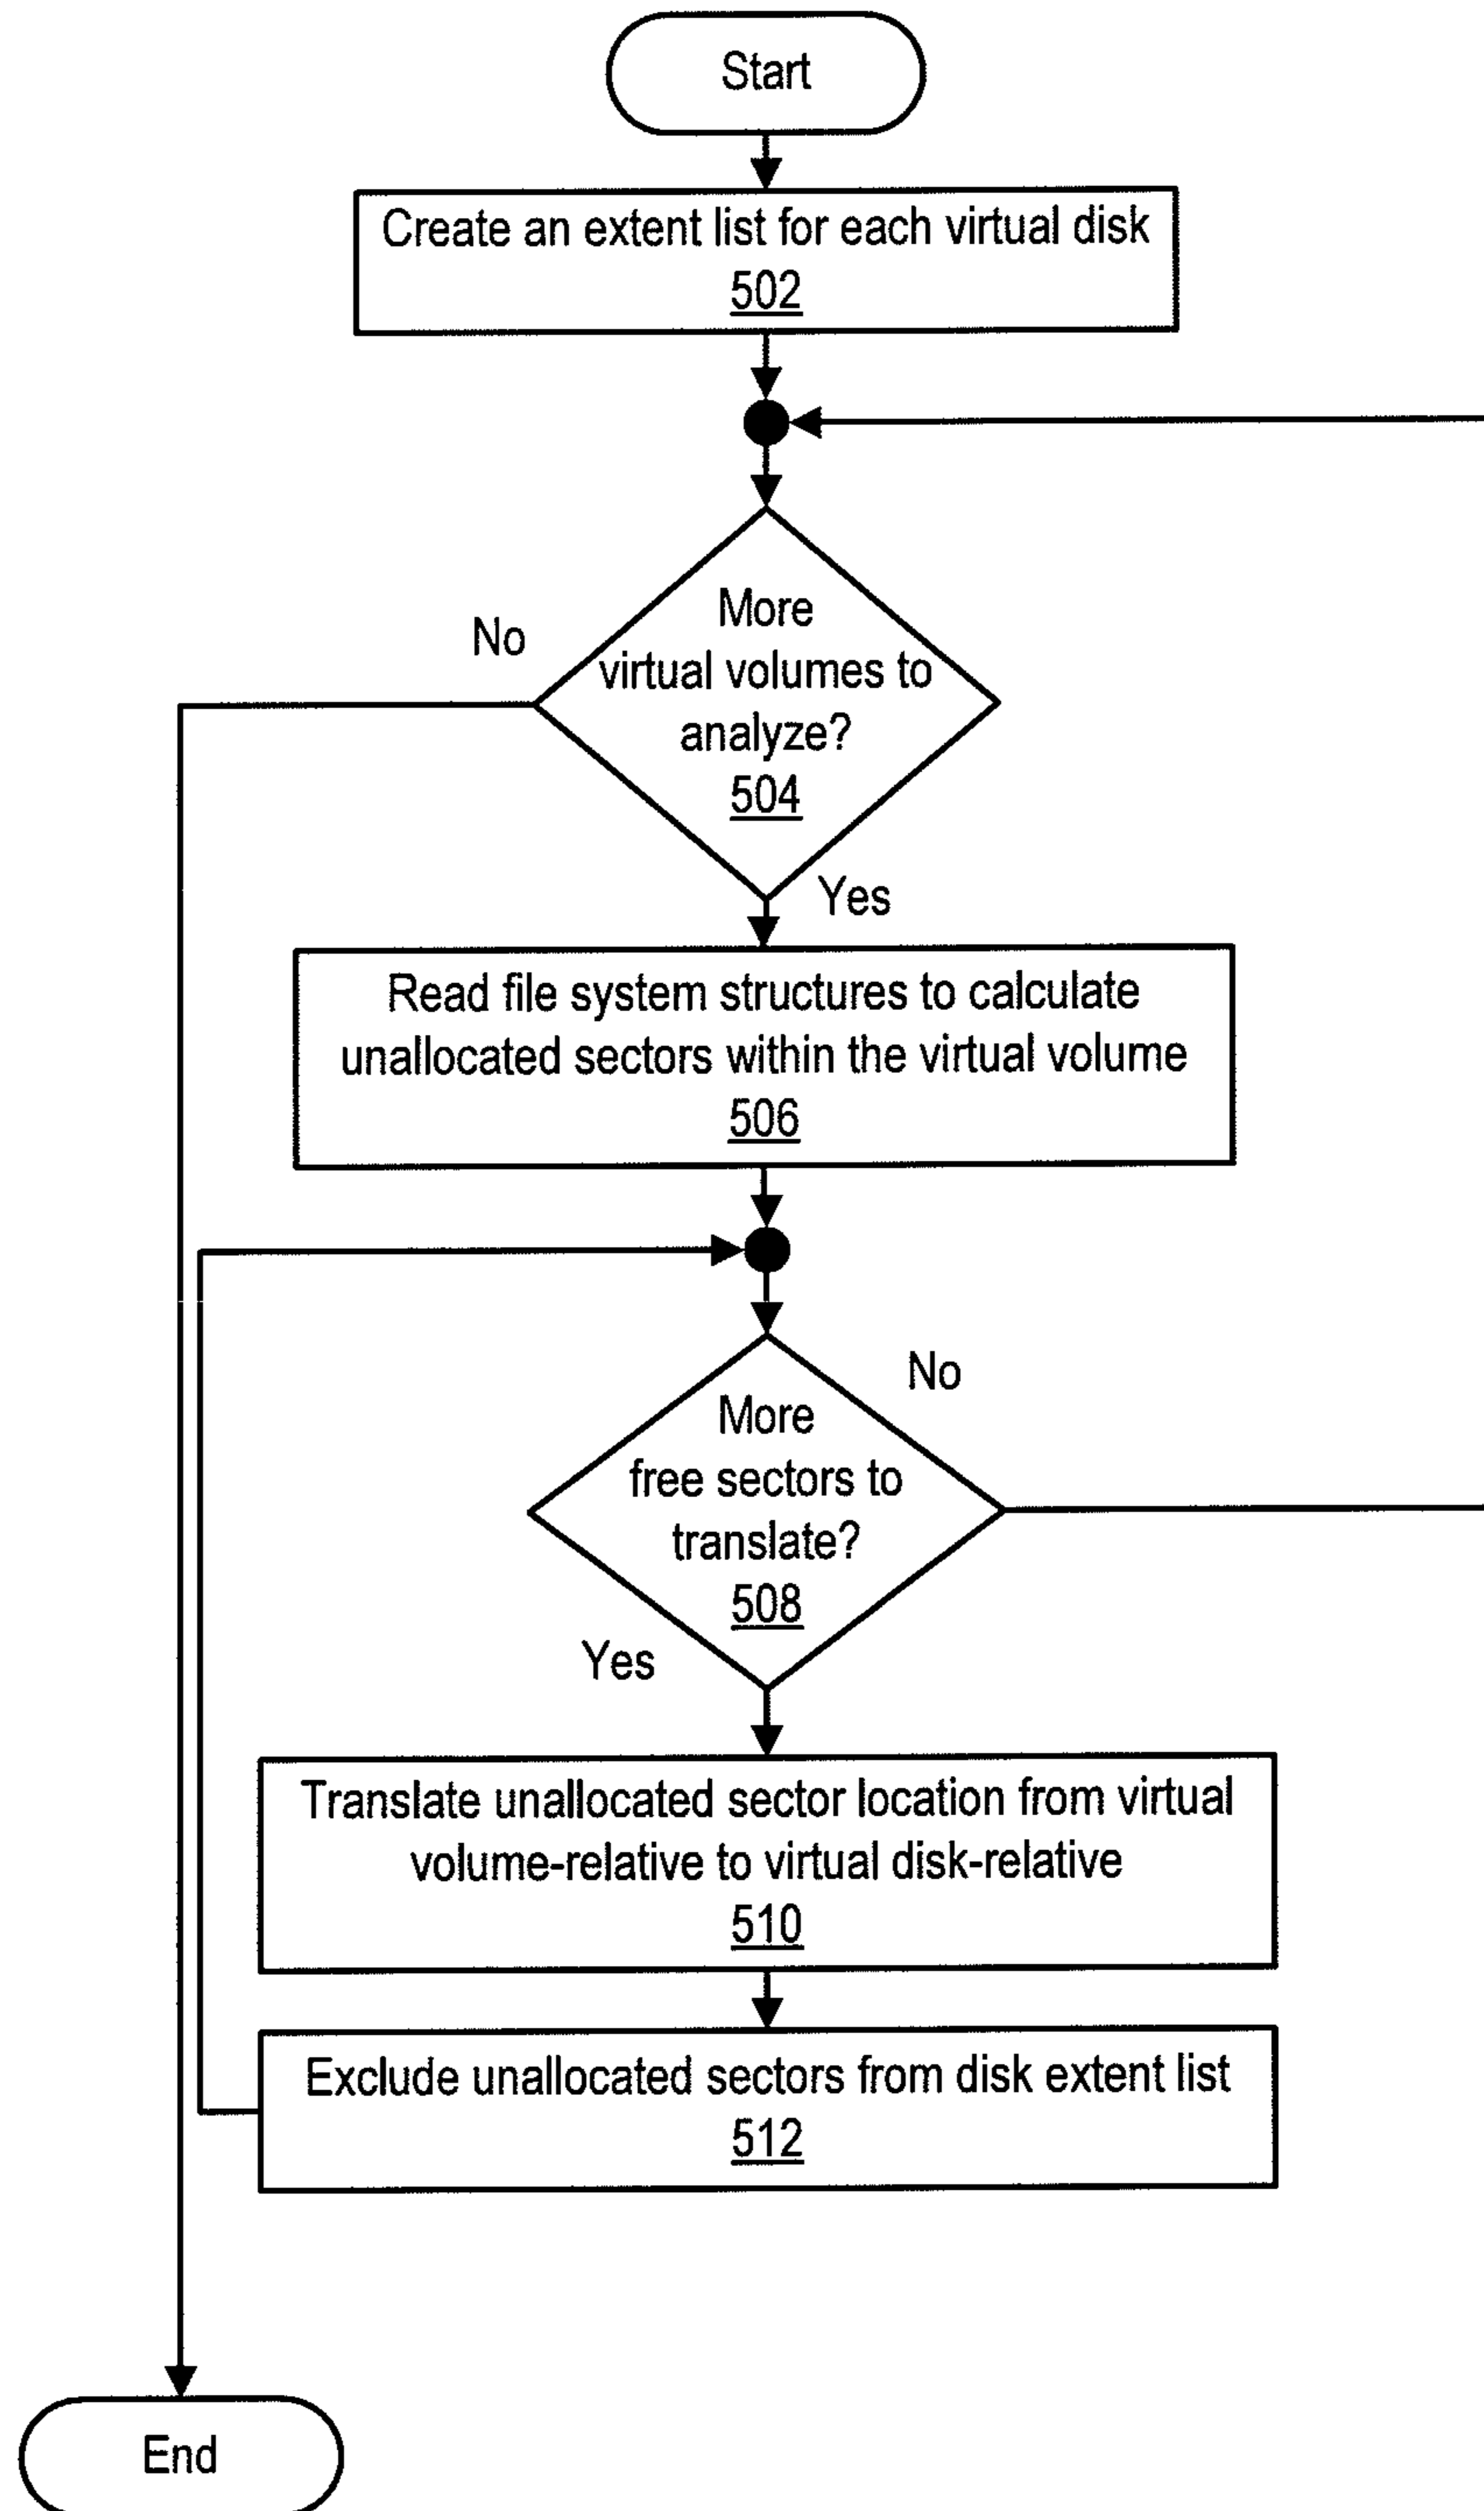 Start
Create an extent list for each virtual disk
502
More
virtual volumes to
analyze?
504
No
Yes
Read file system structures to calculate
unallocated sectors within the virtual volume
506
More
free sectors to
translate?
508
No
Yes
Translate unallocated sector location from virtual
volume-relative to virtual disk-relative
510
Exclude unallocated sectors from disk extent list
512
End